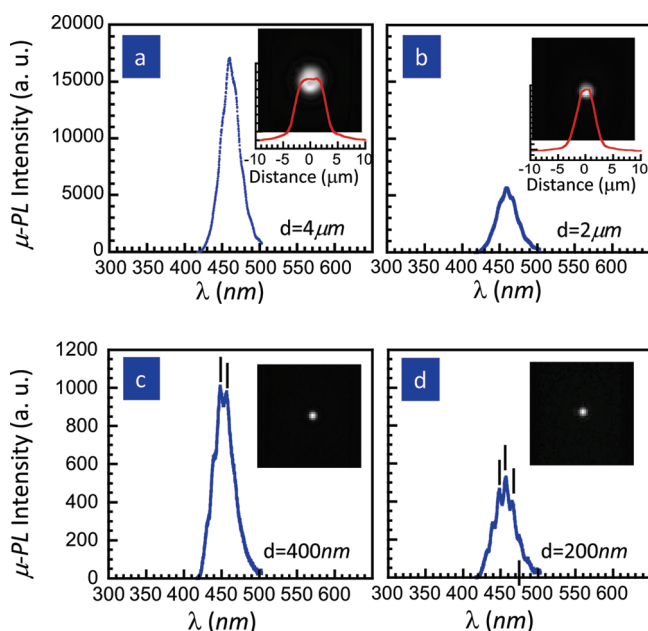 20000
15000
10000
5000
0
μ-PL Intensity (a. u.)
a
-10 -5 0 5 10
Distance (μm)
d=4μm
300 350 400 450 500 550 600
λ (nm)
b
-10 -5 0 5 10
Distance (μm)
d=2μm
300 350 400 450 500 550 600
λ (nm)
1200
1000
800
600
400
200
0
μ-PL Intensity (a. u.)
c
d=400nm
300 350 400 450 500 550 600
λ (nm)
d
d=200nm
300 350 400 450 500 550 600
λ (nm)